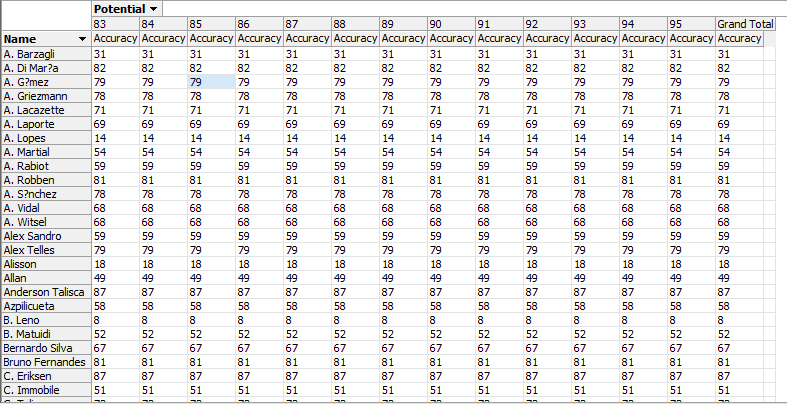 Potential
83 84 85 86 87 88 89 90 91 92 93 94 95 Grand Total
Name Accuracy Accuracy Accuracy Accuracy Accuracy Accuracy Accuracy Accuracy Accuracy Accuracy Accuracy Accuracy Accuracy Accuracy
A. Barzagli 31 31 31 31 31 31 31 31 31 31 31 31 31 31
A. Di Mar?a 82 82 82 82 82 82 82 82 82 82 82 82 82 82
A. G?mez 79 79 79 79 79 79 79 79 79 79 79 79 79 79
A. Griezmann 78 78 78 78 78 78 78 78 78 78 78 78 78 78
A. Lacazette 71 71 71 71 71 71 71 71 71 71 71 71 71 71
A. Laporte 69 69 69 69 69 69 69 69 69 69 69 69 69 69
A. Lopes 14 14 14 14 14 14 14 14 14 14 14 14 14 14
A. Martial 54 54 54 54 54 54 54 54 54 54 54 54 54 54
A. Rabiot 59 59 59 59 59 59 59 59 59 59 59 59 59 59
A. Robben 81 81 81 81 81 81 81 81 81 81 81 81 81 81
A. S?nchez 78 78 78 78 78 78 78 78 78 78 78 78 78 78
A. Vidal 68 68 68 68 68 68 68 68 68 68 68 68 68 68
A. Witsel 68 68 68 68 68 68 68 68 68 68 68 68 68 68
Alex Sandro 59 59 59 59 59 59 59 59 59 59 59 59 59 59
Alex Telles 79 79 79 79 79 79 79 79 79 79 79 79 79 79
Alisson 18 18 18 18 18 18 18 18 18 18 18 18 18 18
Allan 49 49 49 49 49 49 49 49 49 49 49 49 49 49
Anderson Talisca 87 87 87 87 87 87 87 87 87 87 87 87 87 87
Azpilicueta 58 58 58 58 58 58 58 58 58 58 58 58 58 58
B. Leno 8 8 8 8 8 8 8 8 8 8 8 8 8 8
B. Matuidi 52 52 52 52 52 52 52 52 52 52 52 52 52 52
Bernardo Silva 67 67 67 67 67 67 67 67 67 67 67 67 67 67
Bruno Fernandes 81 81 81 81 81 81 81 81 81 81 81 81 81 81
C. Eriksen 87 87 87 87 87 87 87 87 87 87 87 87 87 87
C. Immobile 51 51 51 51 51 51 51 51 51 51 51 51 51 51